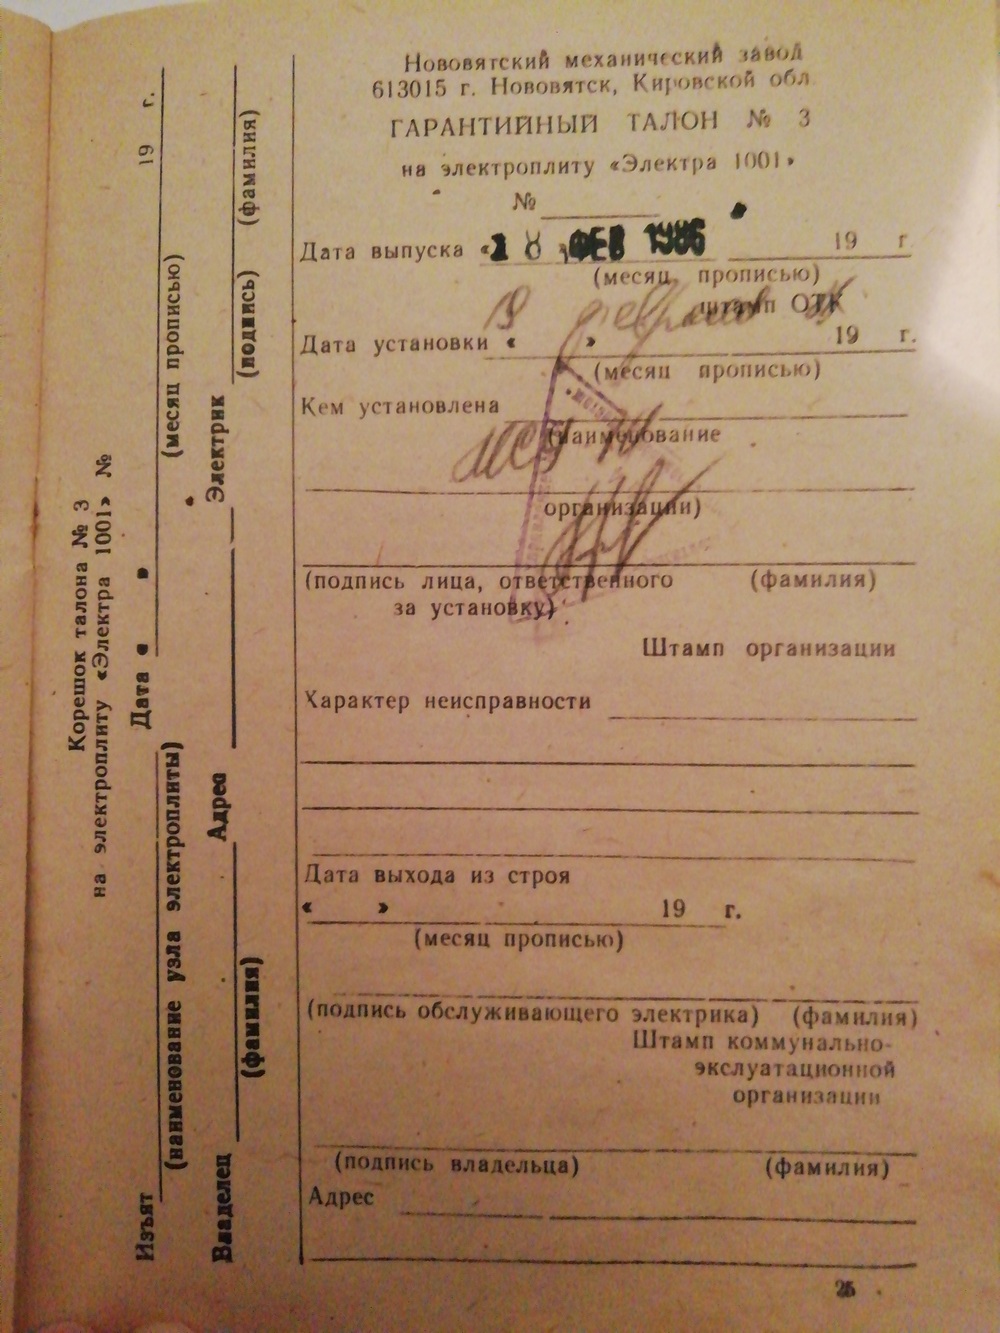 Нововятский механический завод
613015 г. Нововятск, Кировской обл
ГАРАНТИЙНЫЙ ТАЛОН № 3
на электроплиту «Электра 1001»
№
Дата выпуска «18» ФЕВ 1986 19 г
(месяц прописью)
штамп ОТК
Дата установки « » 19 г.
(месяц прописью)
Кем установлена
(наименование
организации)
(подпись лица, ответственного (фамилия)
за установку)
Штамп организации
Характер неисправности
Дата выхода из строя
« » 19 г.
(месяц прописью)
(подпись обслуживающего электрика) (фамилия)
Штамп коммунально-
экслуатационной
организации
(подпись владельца) (фамилия)
Адрес
25
Корешок талона № 3
на электроплиту «Электра 1001» №
Изъят Дата « » 19 г.
(наименование узла электроплиты) (месяц прописью)
Владелец Адрес Электрик
(фамилия) (подпись) (фамилия)